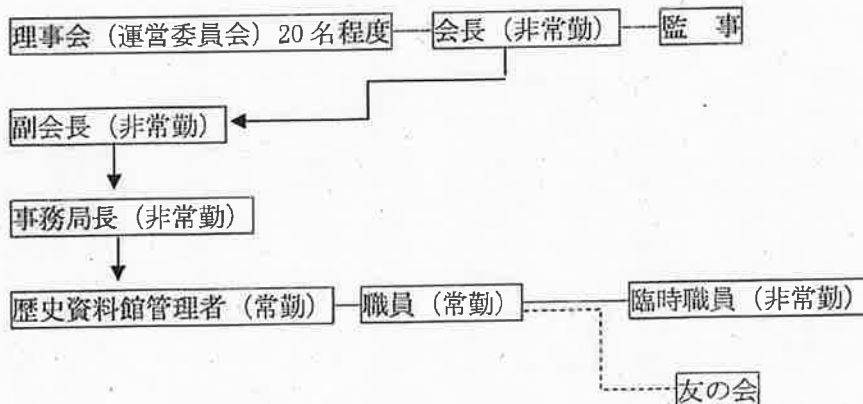 理事会（運営委員会）20名程度 会長（非常勤） 監　事
副会長（非常勤）
事務局長（非常勤）
歴史資料館管理者（常勤） 職員（常勤） 臨時職員（非常勤）
友の会